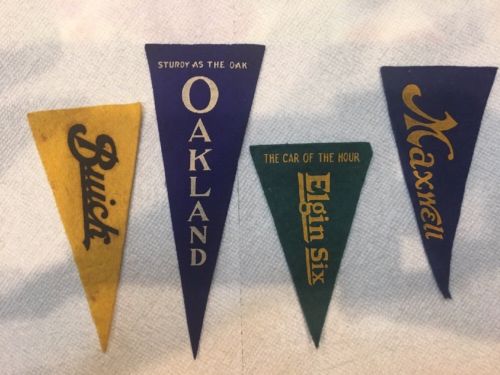 Buick
STURDY AS THE OAK
OAKLAND
THE CAR OF THE HOUR
Elgin Six
Maxwell